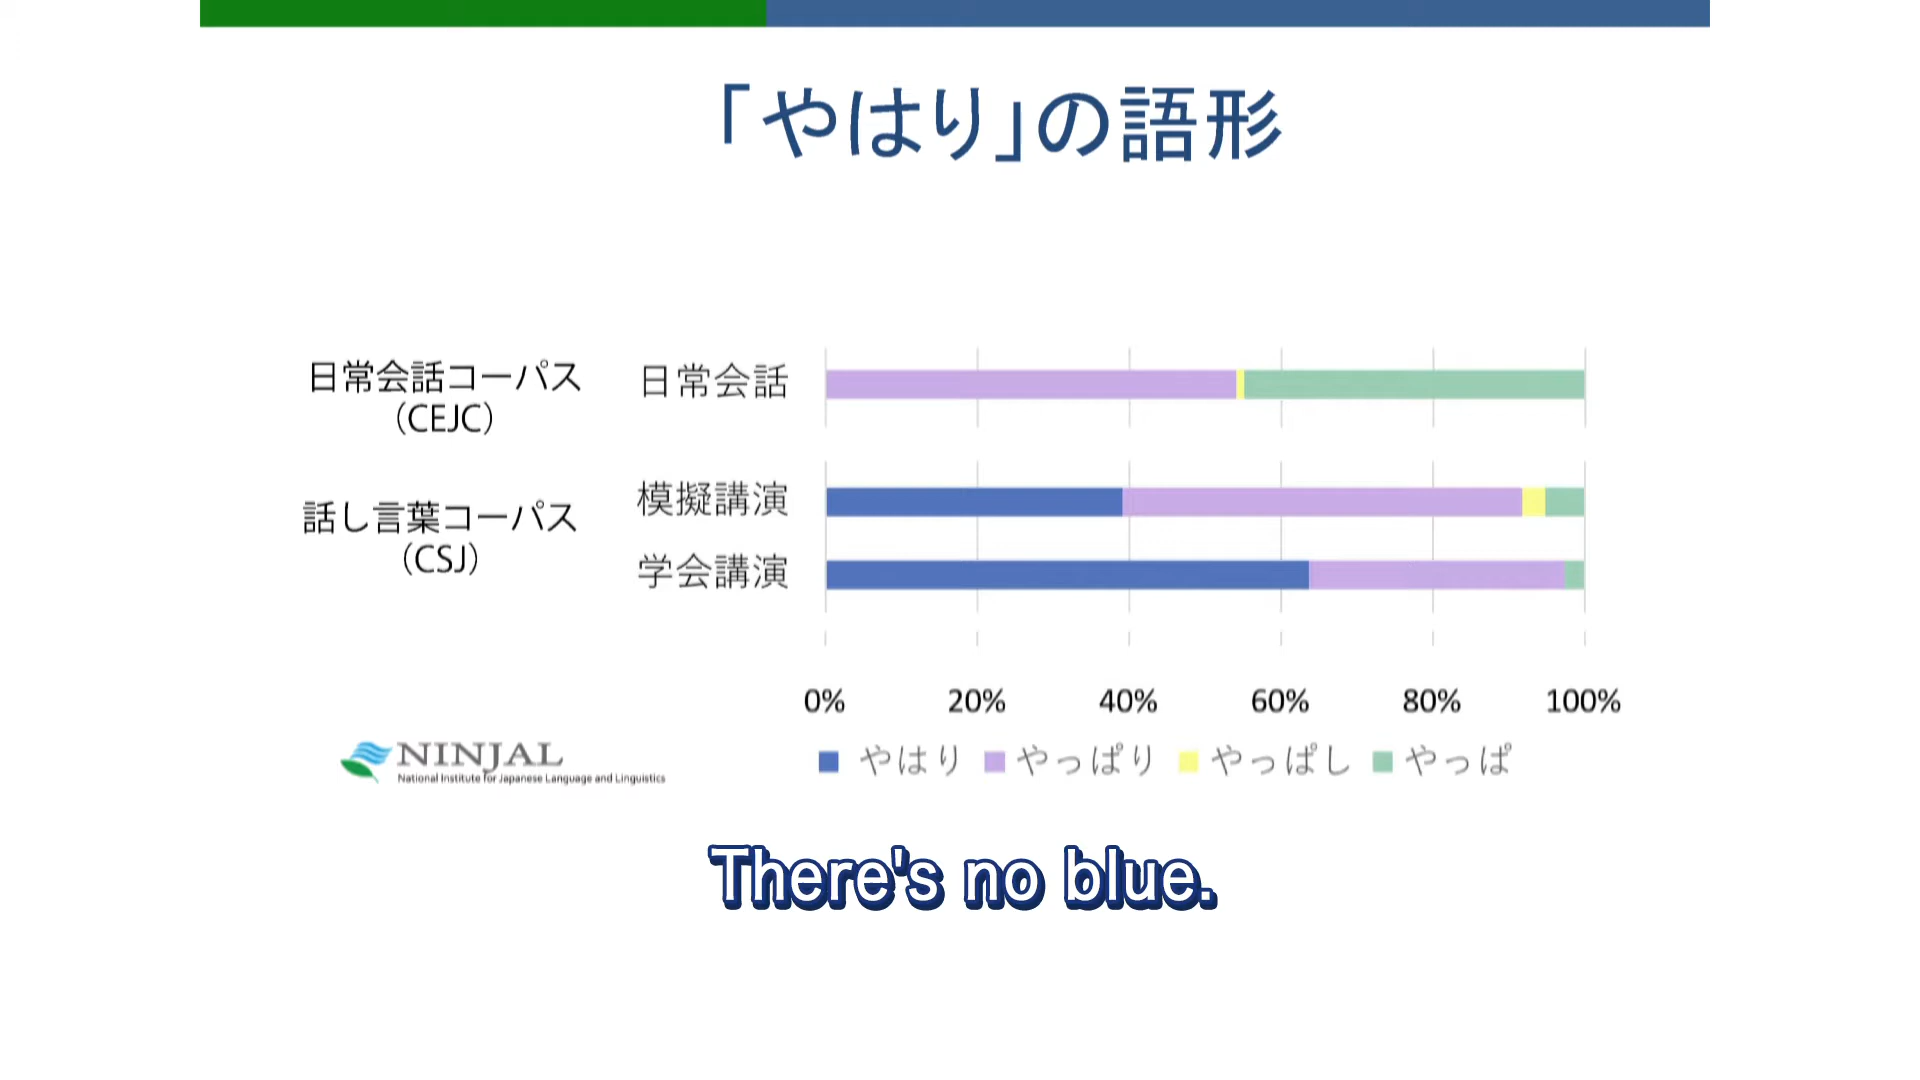 「やはり」の語形
日常会話コーパス
（CEJC）
日常会話
話し言葉コーパス
（CSJ）
模擬講演
学会講演
0% 20% 40% 60% 80% 100%
やはり やっぱり やっぱし やっぱ
NINJAL
National Institute for Japanese Language and Linguistics
There's no blue.